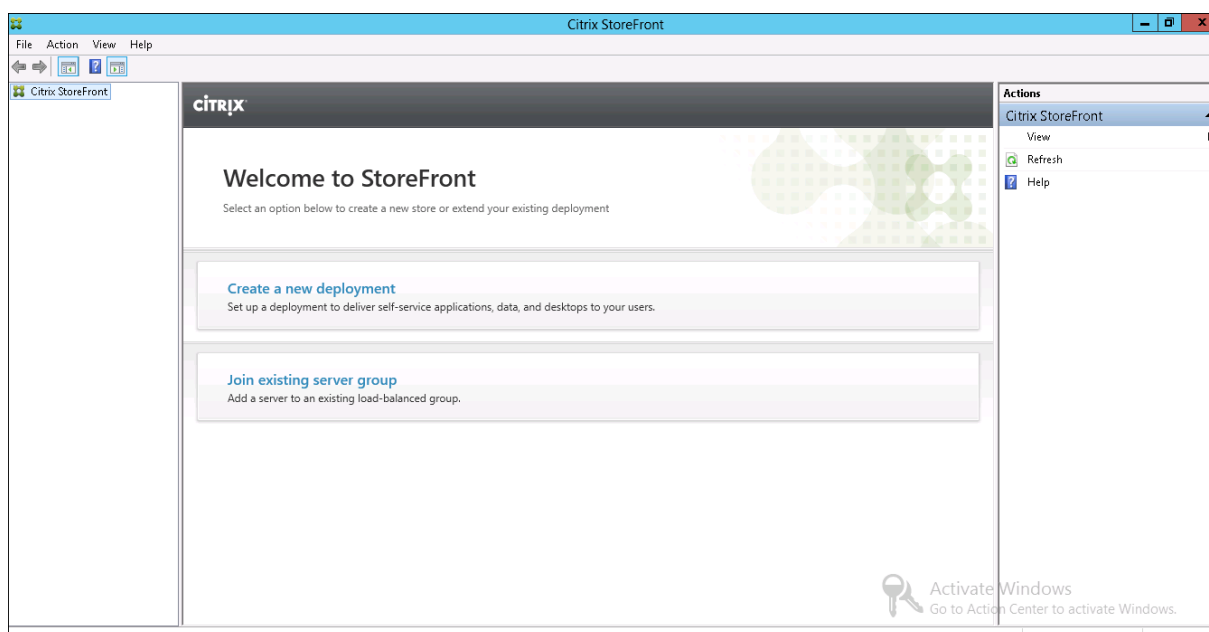 Citrix StoreFront
File Action View Help
Citrix StoreFront
CİTRIX
Welcome to StoreFront
Select an option below to create a new store or extend your existing deployment
Create a new deployment
Set up a deployment to deliver self-service applications, data, and desktops to your users.
Join existing server group
Add a server to an existing load-balanced group.
Actions
Citrix StoreFront
View
Refresh
Help
Activate Windows
Go to Action Center to activate Windows.